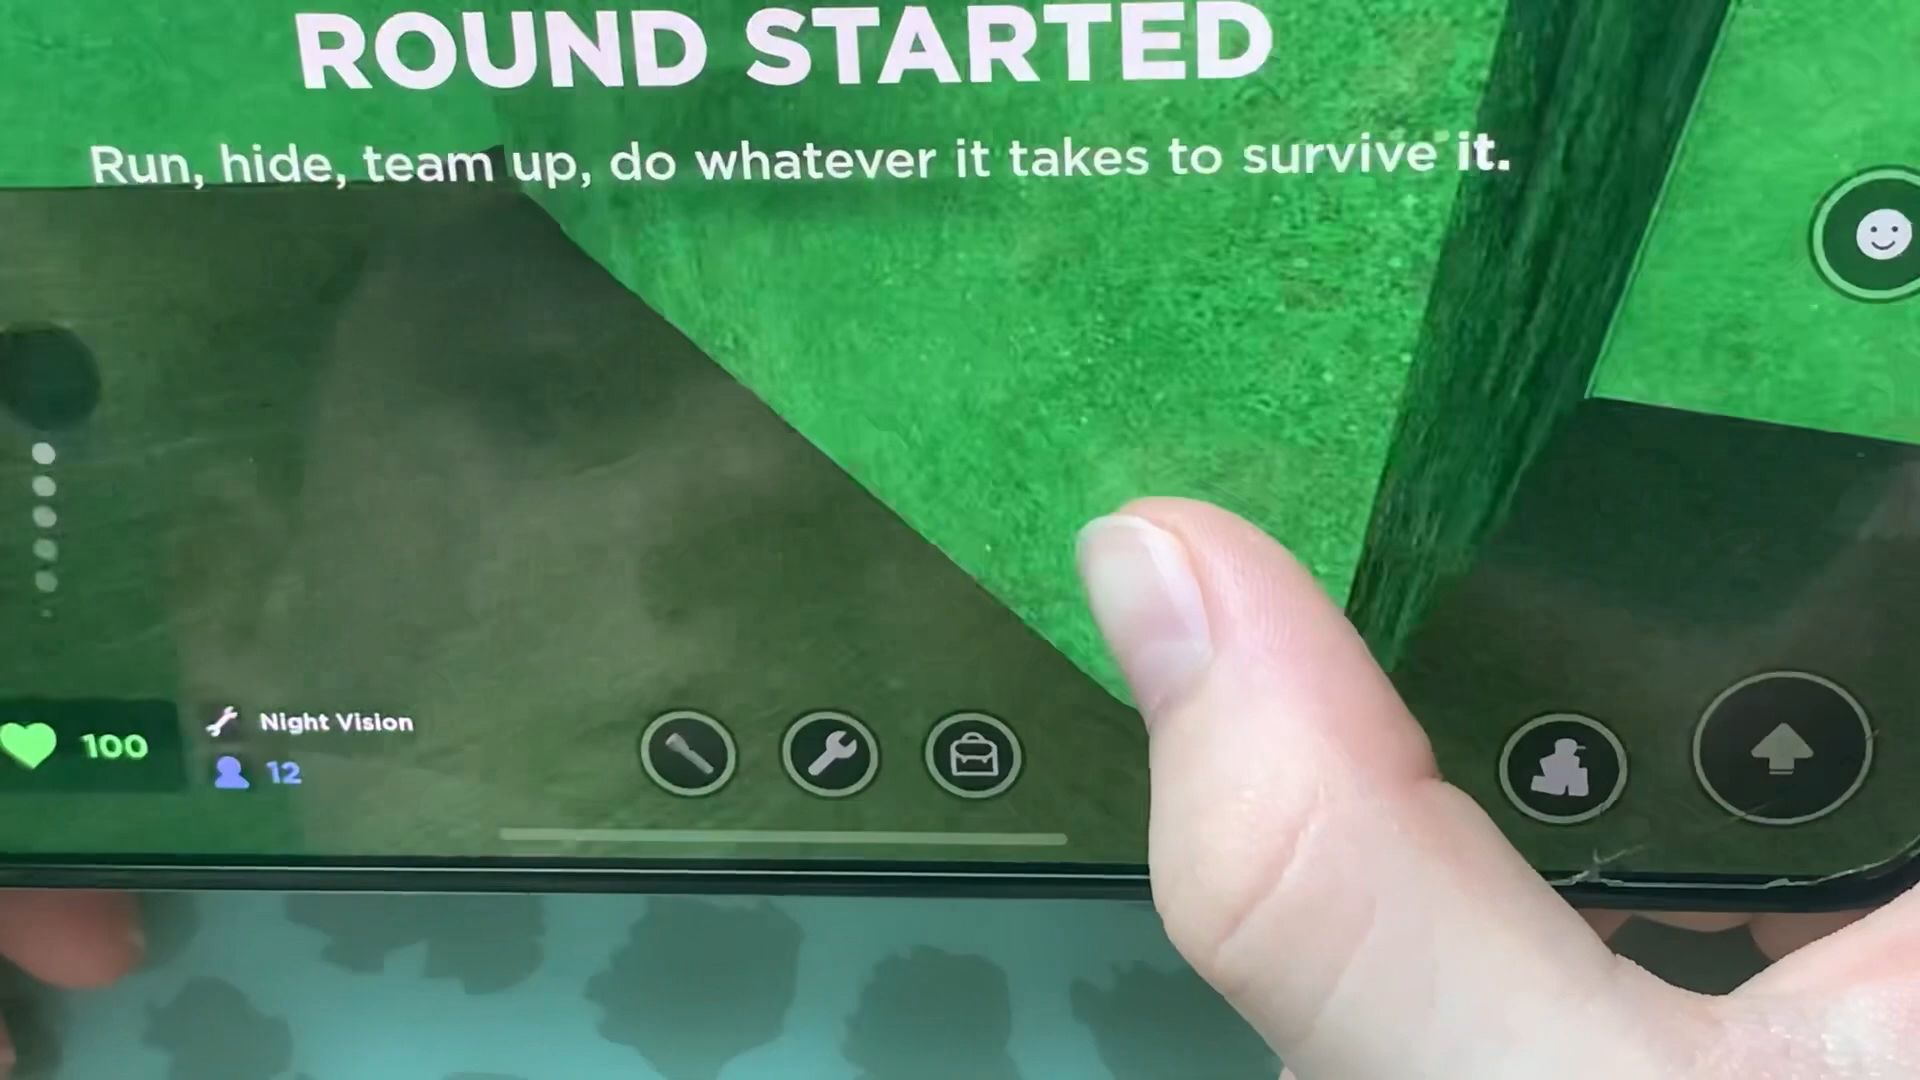 ROUND STARTED
Run, hide, team up, do whatever it takes to survive it.
100
Night Vision
12